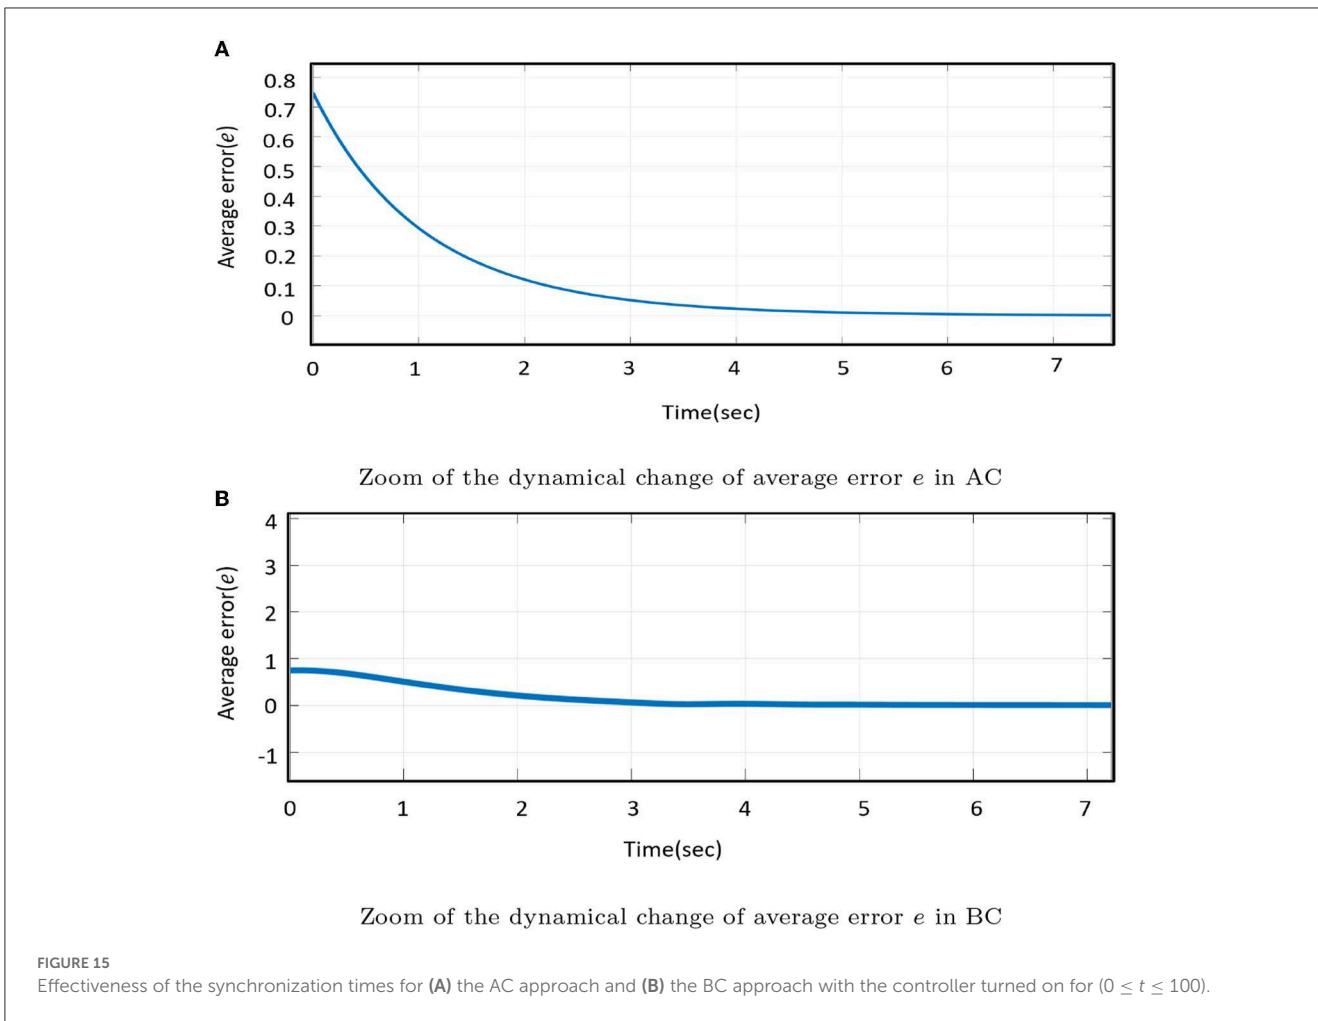 A
Average error(e)
0.8
0.7
0.6
0.5
0.4
0.3
0.2
0.1
0
0 1 2 3 4 5 6 7
Time(sec)
Zoom of the dynamical change of average error e in AC
B
Average error(e)
4
3
2
1
0
-1
0 1 2 3 4 5 6 7
Time(sec)
Zoom of the dynamical change of average error e in BC
FIGURE 15
Effectiveness of the synchronization times for (A) the AC approach and (B) the BC approach with the controller turned on for (0 ≤ t ≤ 100).